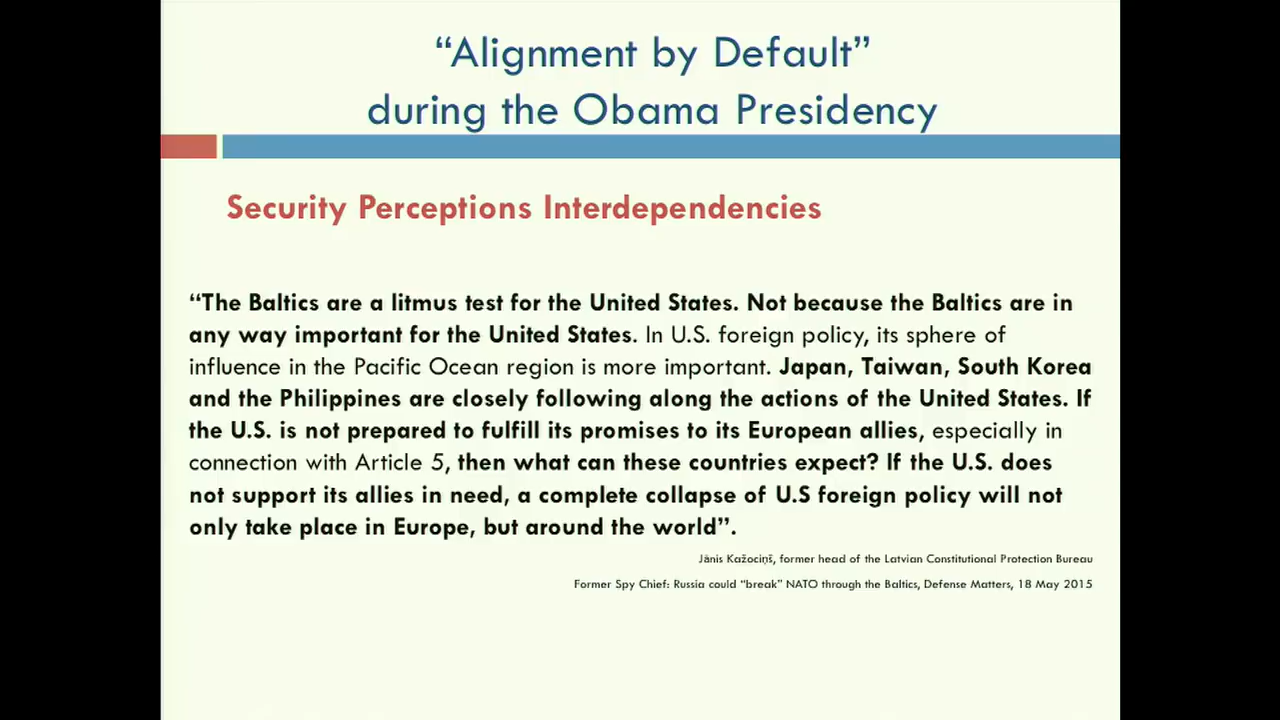 “Alignment by Default”
during the Obama Presidency
Security Perceptions Interdependencies
“The Baltics are a litmus test for the United States. Not because the Baltics are in
any way important for the United States. In U.S. foreign policy, its sphere of
influence in the Pacific Ocean region is more important. Japan, Taiwan, South Korea
and the Philippines are closely following along the actions of the United States. If
the U.S. is not prepared to fulfill its promises to its European allies, especially in
connection with Article 5, then what can these countries expect? If the U.S. does
not support its allies in need, a complete collapse of U.S foreign policy will not
only take place in Europe, but around the world”.
Jānis Kažociņš, former head of the Latvian Constitutional Protection Bureau
Former Spy Chief: Russia could “break” NATO through the Baltics, Defense Matters, 18 May 2015